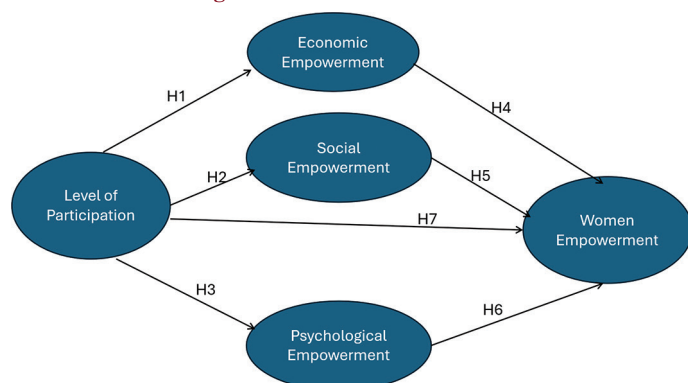 Economic
Empowerment
H1
H4
Social
Empowerment
H2
H5
Level of
Participation
H7
Women
Empowerment
H3
H6
Psychological
Empowerment